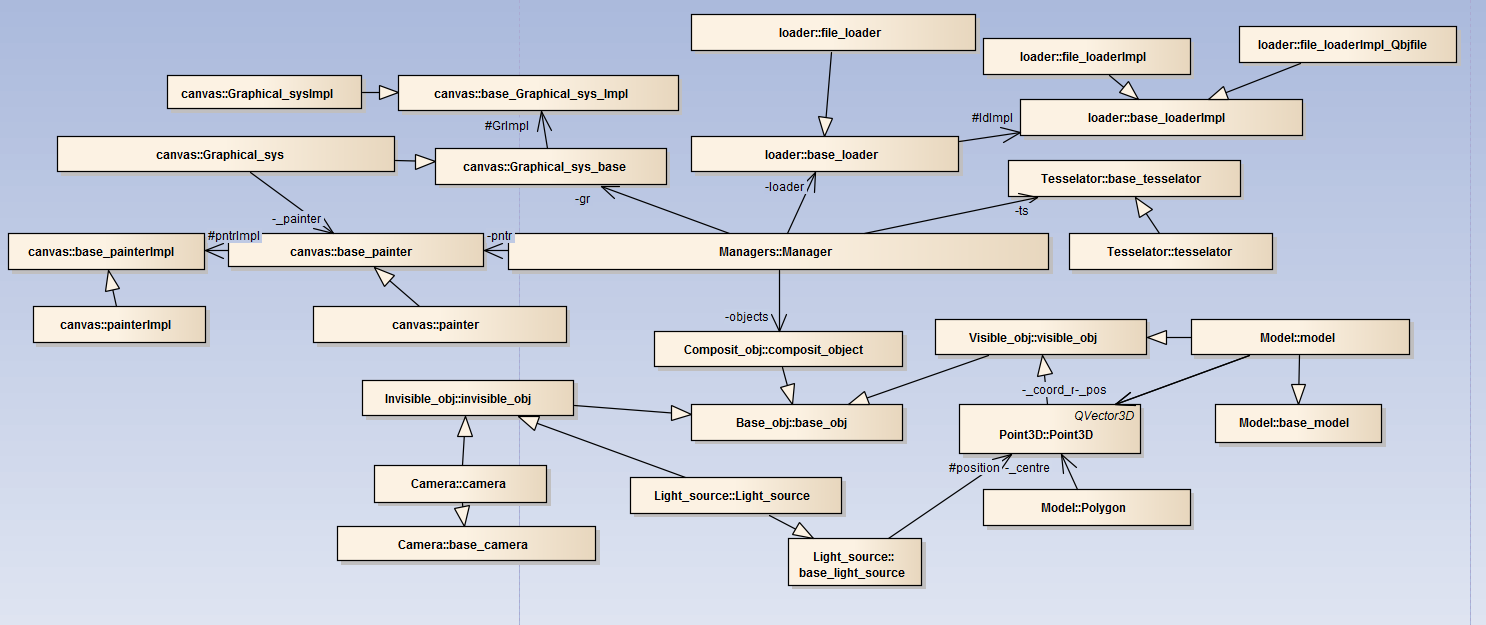 loader::file_loader
loader::file_loaderImpl
loader::file_loaderImpl_Qbjfile
canvas::Graphical_sysImpl
canvas::base_Graphical_sys_Impl
loader::base_loaderImpl
#GrImpl
#ldImpl
canvas::Graphical_sys
canvas::Graphical_sys_base
loader::base_loader
Tesselator::base_tesselator
-loader
-gr
-ts
-_painter
#pntrImpl
-pntr
canvas::base_painterImpl
canvas::base_painter
Managers::Manager
Tesselator::tesselator
canvas::painterImpl
canvas::painter
-objects
Visible_obj::visible_obj
Model::model
Composit_obj::composit_object
-_coord_r-_pos
Invisible_obj::invisible_obj
Base_obj::base_obj
QVector3D
Point3D::Point3D
Model::base_model
#position
-_centre
Camera::camera
Light_source::Light_source
Model::Polygon
Camera::base_camera
Light_source::
base_light_source